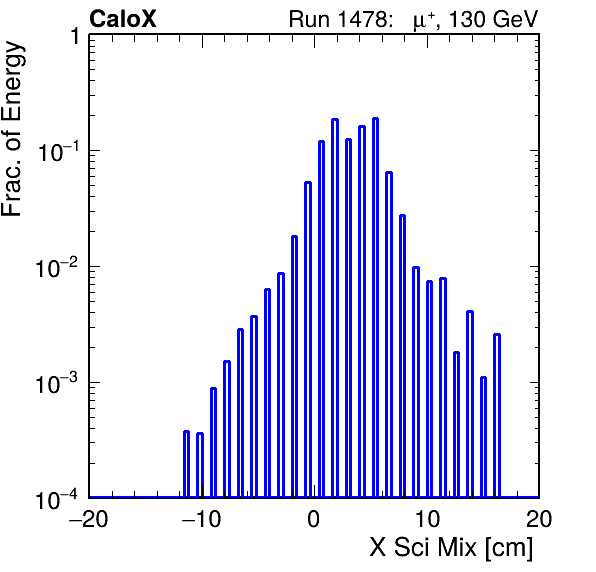 CaloX Run 1478: μ⁺, 130 GeV
Frac. of Energy
1
10⁻¹
10⁻²
10⁻³
10⁻⁴
−20 −10 0 10 20
X Sci Mix [cm]